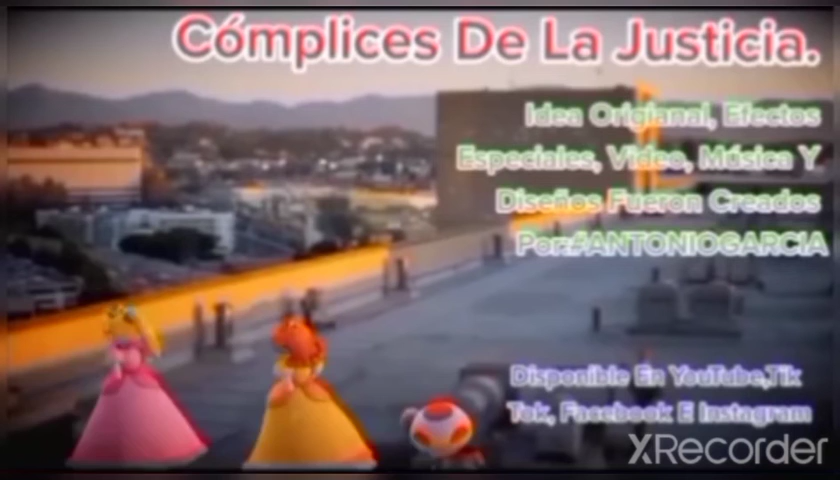 Cómplices De La Justicia.
Idea Origianal, Efectos
Especiales, Video, Música Y
Diseños Fueron Creados
Por:#ANTONIOGARCIA
Disponible En YouTube,Tik
Tok, Facebook E Instagram
XRecorder